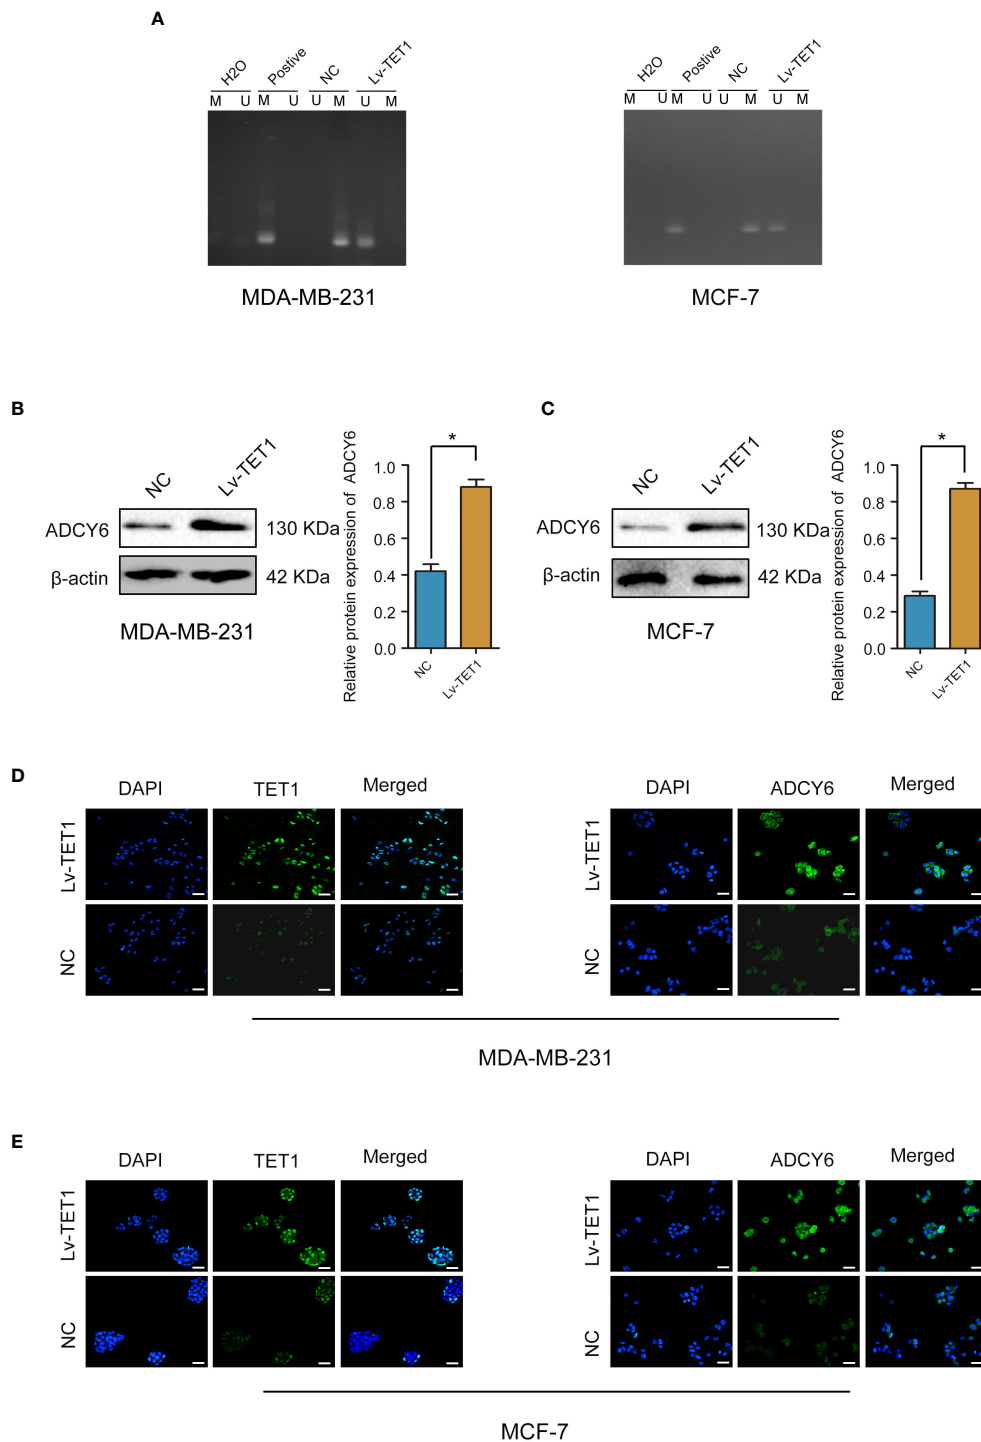 A
H2O Postive NC Lv-TET1
M U M U U M U M
MDA-MB-231
H2O Postive NC Lv-TET1
M U M U U M U M
MCF-7
B
NC Lv-TET1
ADCY6 130 KDa
β-actin 42 KDa
MDA-MB-231
Relative protein expression of ADCY6
1.0
0.8
0.6
0.4
0.2
0.0
*
NC Lv-TET1
C
NC Lv-TET1
ADCY6 130 KDa
β-actin 42 KDa
MCF-7
Relative protein expression of ADCY6
1.0
0.8
0.6
0.4
0.2
0.0
*
NC Lv-TET1
D
DAPI TET1 Merged
Lv-TET1
NC
DAPI ADCY6 Merged
Lv-TET1
NC
MDA-MB-231
E
DAPI TET1 Merged
Lv-TET1
NC
DAPI ADCY6 Merged
Lv-TET1
NC
MCF-7